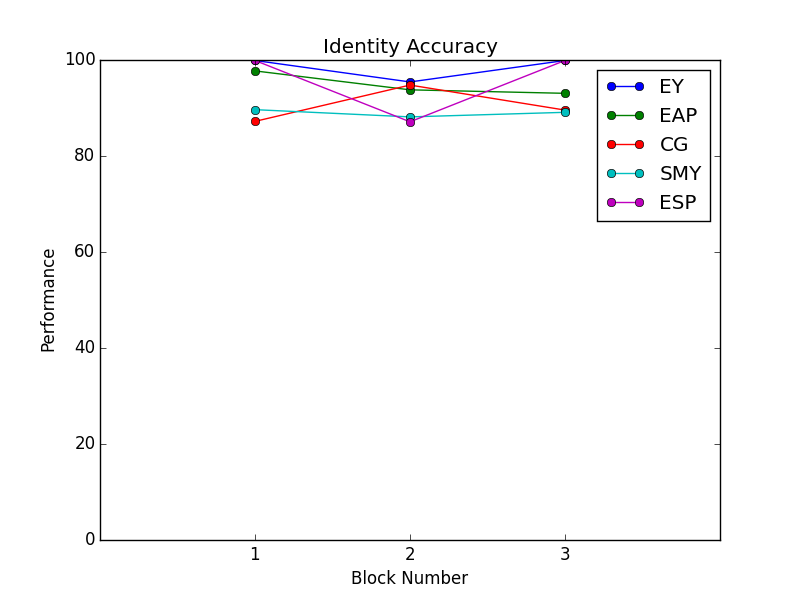 Identity Accuracy
100
80
60
40
20
0
Performance
1 2 3
Block Number
EY
EAP
CG
SMY
ESP